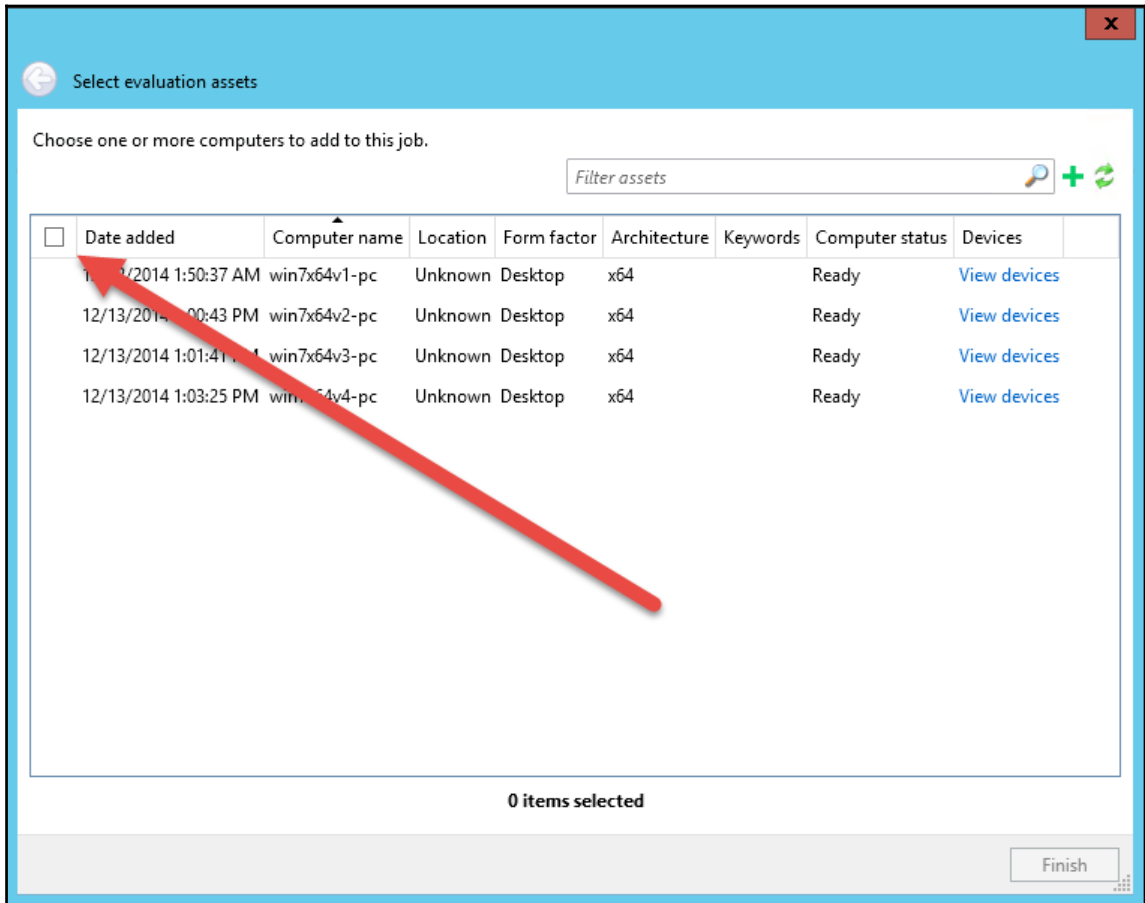 x
Select evaluation assets
Choose one or more computers to add to this job.
Filter assets
Date added Computer name Location Form factor Architecture Keywords Computer status Devices
/2014 1:50:37 AM win7x64v1-pc Unknown Desktop x64 Ready View devices
12/13/2014 :00:43 PM win7x64v2-pc Unknown Desktop x64 Ready View devices
12/13/2014 1:01:41 win7x64v3-pc Unknown Desktop x64 Ready View devices
12/13/2014 1:03:25 PM 4v4-pc Unknown Desktop x64 Ready View devices
0 items selected
Finish